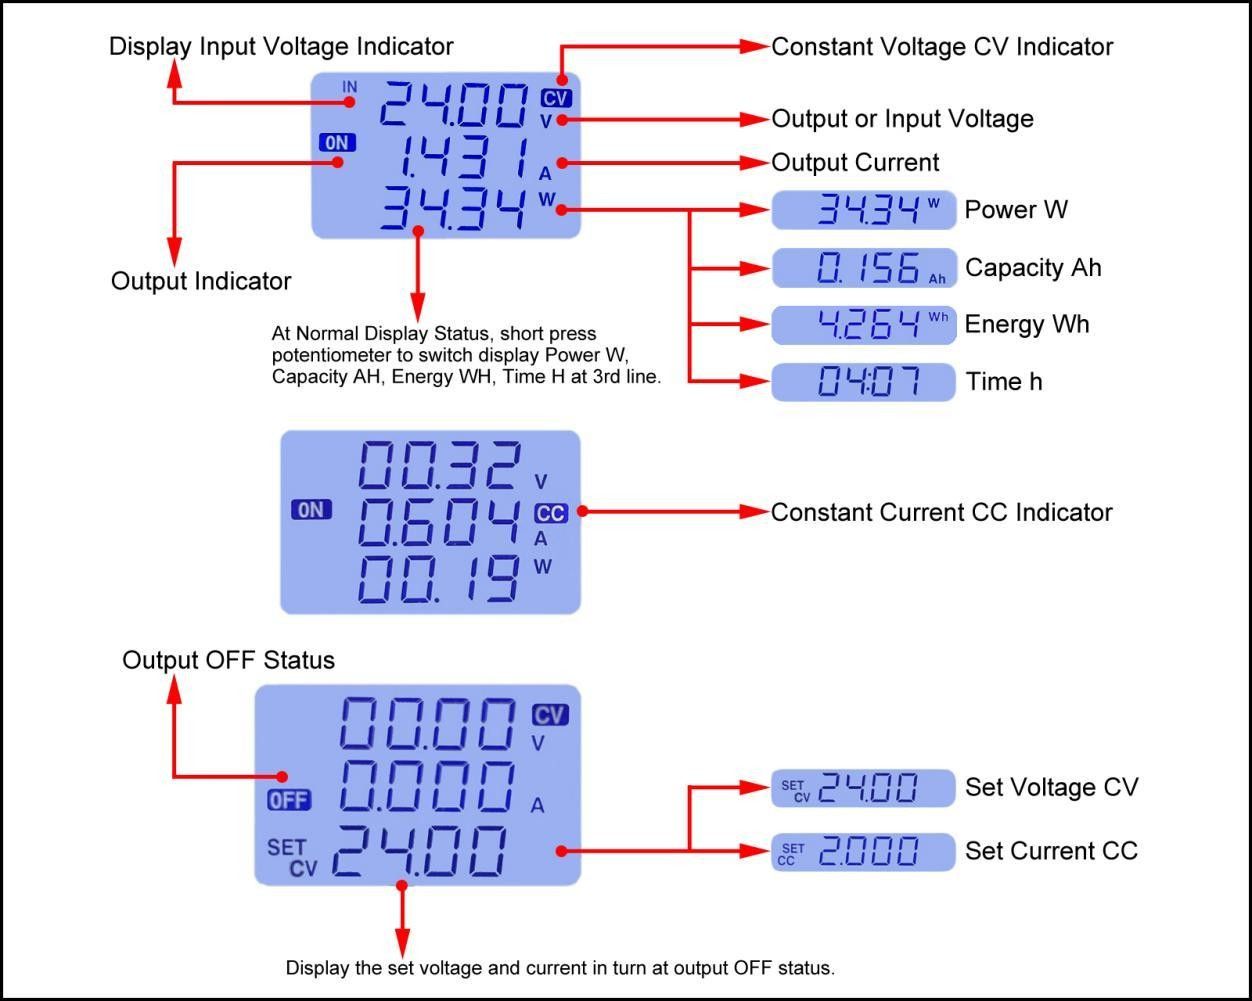 Display Input Voltage Indicator
Constant Voltage CV Indicator
IN 24.00 CV
V
Output or Input Voltage
ON 1.431 A
Output Current
34.34 W
34.34 W Power W
0.156 Ah Capacity Ah
Output Indicator
4.264 Wh Energy Wh
At Normal Display Status, short press
potentiometer to switch display Power W,
Capacity AH, Energy WH, Time H at 3rd line.
04:07 Time h
00.32 V
ON 0.604 CC
A
Constant Current CC Indicator
00.19 W
Output OFF Status
00.00 CV
V
OFF 0.000 A
SET
CV 24.00
SET
CV 24.00 Set Voltage CV
SET
CC 2.000 Set Current CC
Display the set voltage and current in turn at output OFF status.